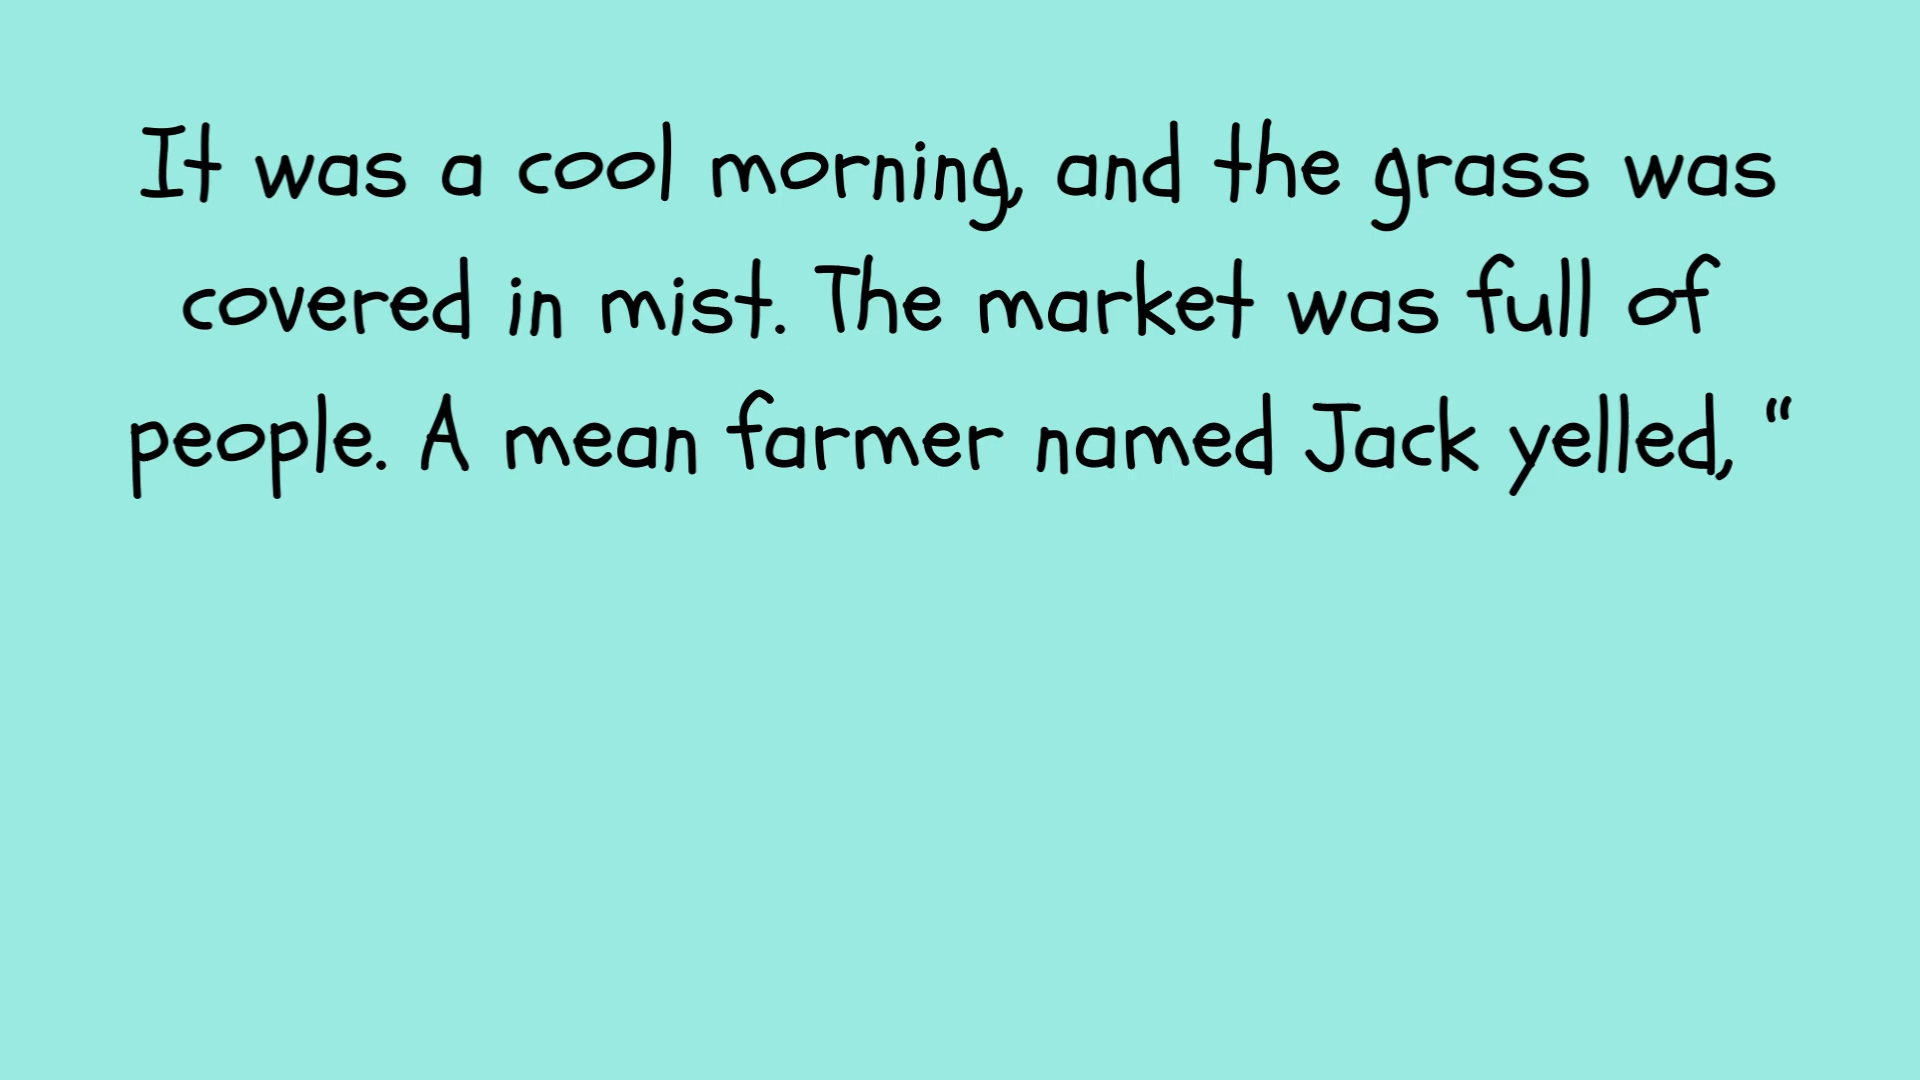 It was a cool morning, and the grass was
covered in mist. The market was full of
people. A mean farmer named Jack yelled, “